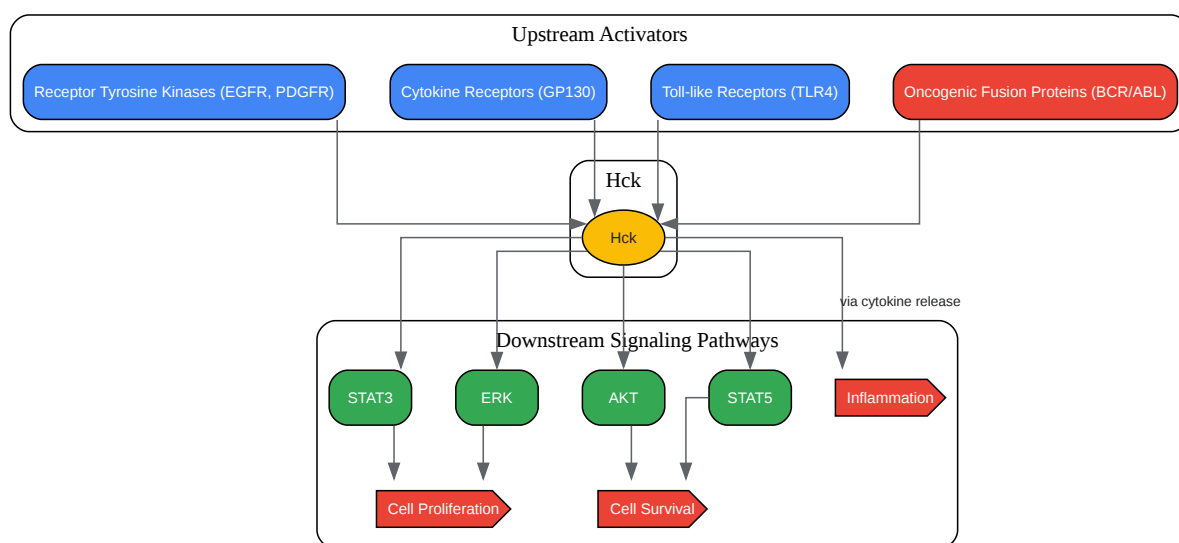 Upstream Activators
Receptor Tyrosine Kinases (EGFR, PDGFR)
Cytokine Receptors (GP130)
Toll-like Receptors (TLR4)
Oncogenic Fusion Proteins (BCR/ABL)
Hck
Hck
via cytokine release
Downstream Signaling Pathways
STAT3
ERK
AKT
STAT5
Inflammation
Cell Proliferation
Cell Survival